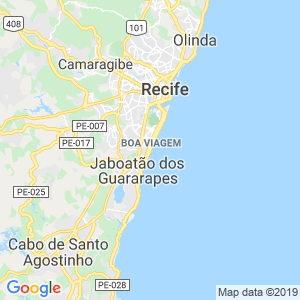 408
101
Olinda
Camaragibe
Recife
PE-007
PE-017
BOA VIAGEM
Jaboatão dos
Guararapes
PE-025
Cabo de Santo
Agostinho
PE-028
Google
Map data ©2019